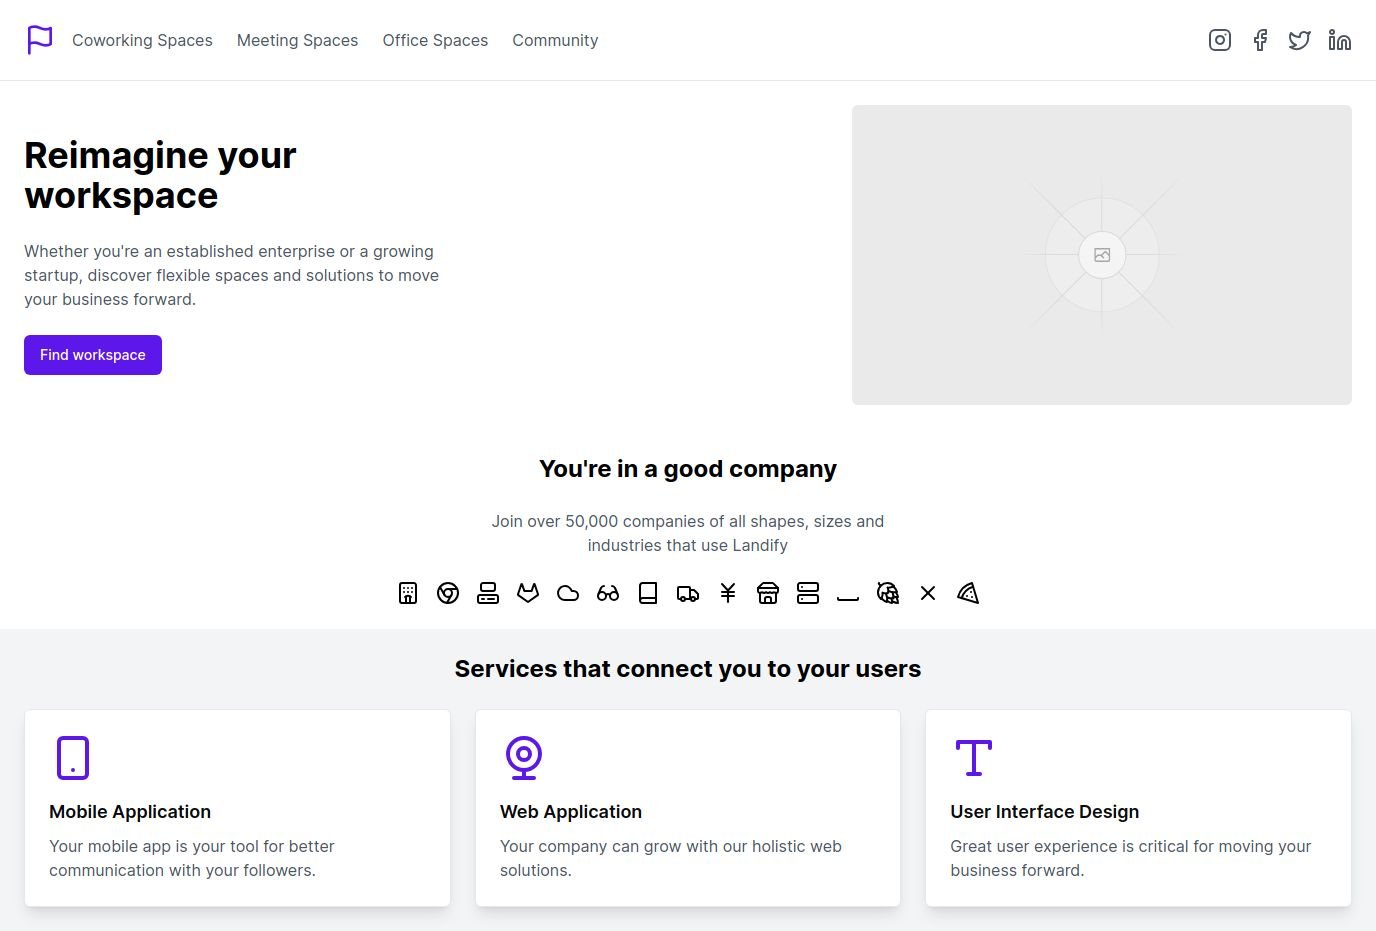 Coworking Spaces Meeting Spaces Office Spaces Community
Reimagine your
workspace
Whether you're an established enterprise or a growing
startup, discover flexible spaces and solutions to move
your business forward.
Find workspace
You're in a good company
Join over 50,000 companies of all shapes, sizes and
industries that use Landify
Services that connect you to your users
Mobile Application
Your mobile app is your tool for better
communication with your followers.
Web Application
Your company can grow with our holistic web
solutions.
User Interface Design
Great user experience is critical for moving your
business forward.